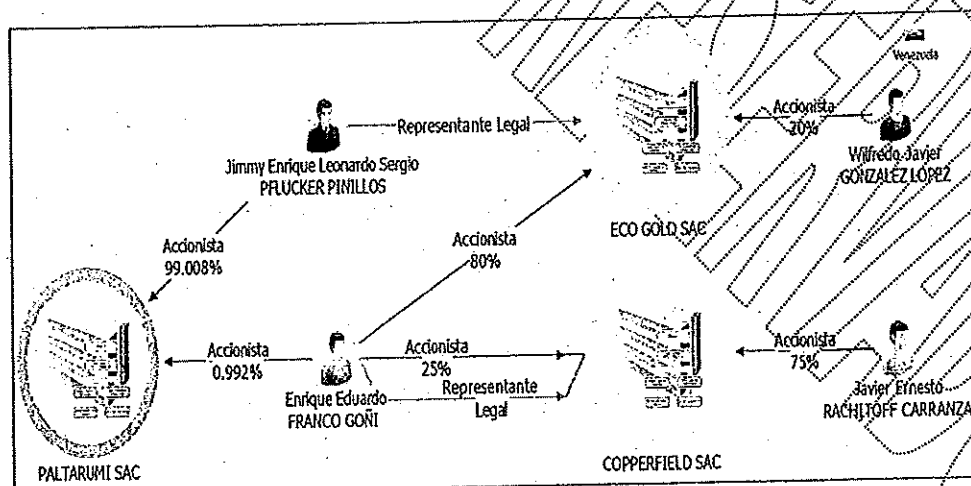 Venezuela
Representante Legal
Accionista
20%
Jimmy Enrique Leonardo Sergio
PFLUCKER PINILLOS
Wilfredo Javier
GONZALEZ LOPEZ
ECO GOLD SAC
Accionista
99.008%
Accionista
80%
Accionista
0.992%
Accionista
25%
Representante
Legal
Enrique Eduardo
FRANCO GOÑI
Accionista
75%
Javier Ernesto
RACHITOFF CARRANZA
PALTARUMI SAC
COPPERFIELD SAC